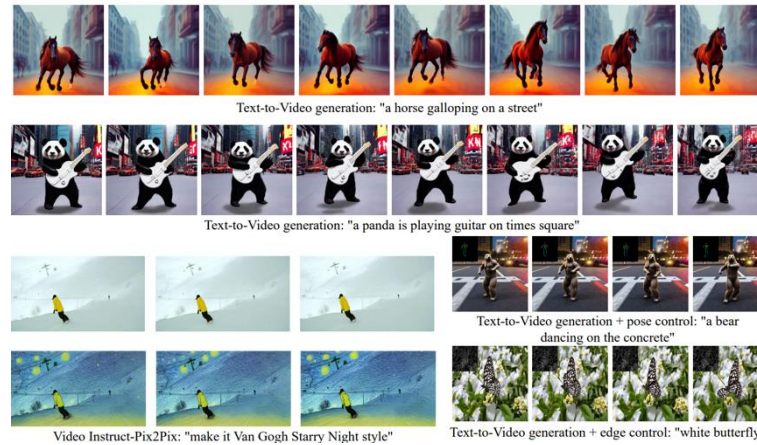 Text-to-Video generation: "a horse galloping on a street"
Text-to-Video generation: "a panda is playing guitar on times square"
Text-to-Video generation + pose control: "a bear
dancing on the concrete"
Video Instruct-Pix2Pix: "make it Van Gogh Starry Night style"
Text-to-Video generation + edge control: "white butterfly